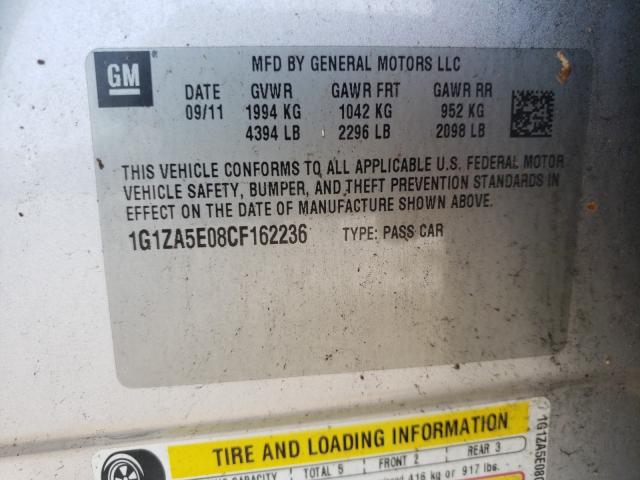 GM
MFD BY GENERAL MOTORS LLC
DATE GVWR GAWR FRT GAWR RR
09/11 1994 KG 1042 KG 952 KG
4394 LB 2296 LB 2098 LB
THIS VEHICLE CONFORMS TO ALL APPLICABLE U.S. FEDERAL MOTOR
VEHICLE SAFETY, BUMPER, AND THEFT PREVENTION STANDARDS IN
EFFECT ON THE DATE OF MANUFACTURE SHOWN ABOVE.
1G1ZA5E08CF162236 TYPE: PASS CAR
TIRE AND LOADING INFORMATION
CAPACITY TOTAL 5 FRONT 2 REAR 3
416 kg or 917 lbs.
1G1ZA5E08C